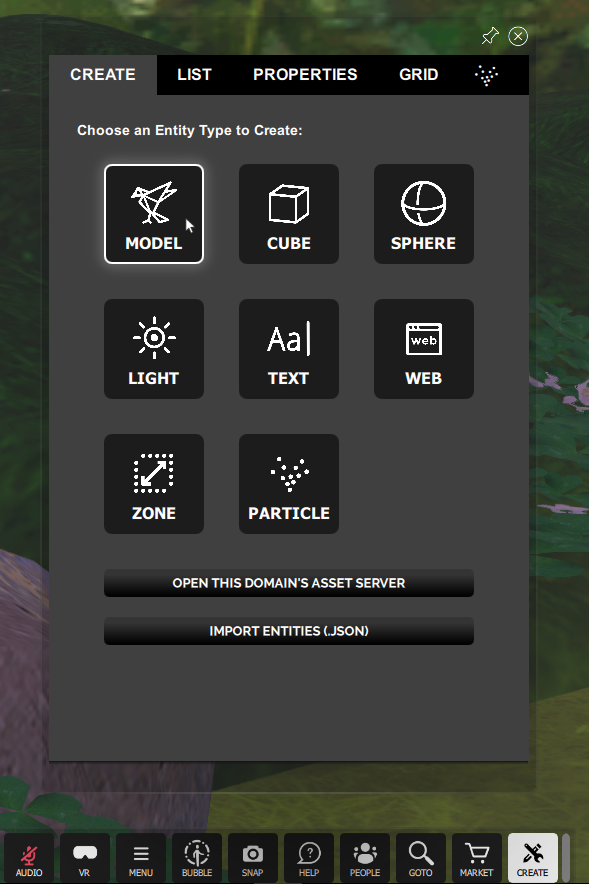 CREATE LIST PROPERTIES GRID
Choose an Entity Type to Create:
MODEL CUBE SPHERE
Aa
web
LIGHT TEXT WEB
ZONE PARTICLE
OPEN THIS DOMAIN'S ASSET SERVER
IMPORT ENTITIES (.JSON)
?
AUDIO VR MENU BUBBLE SNAP HELP PEOPLE GOTO MARKET CREATE